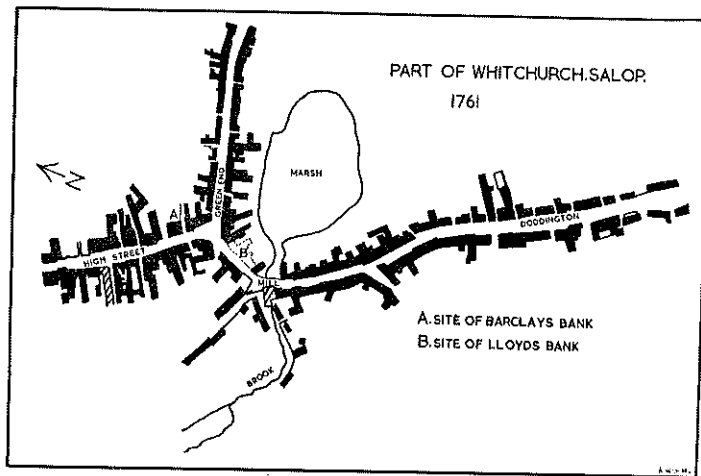 PART OF WHITCHURCH. SALOP.
1761
N
MARSH
GREEN END
A
HIGH STREET
B
MILL
DODDINGTON
BROOK
A. SITE OF BARCLAYS BANK
B. SITE OF LLOYDS BANK